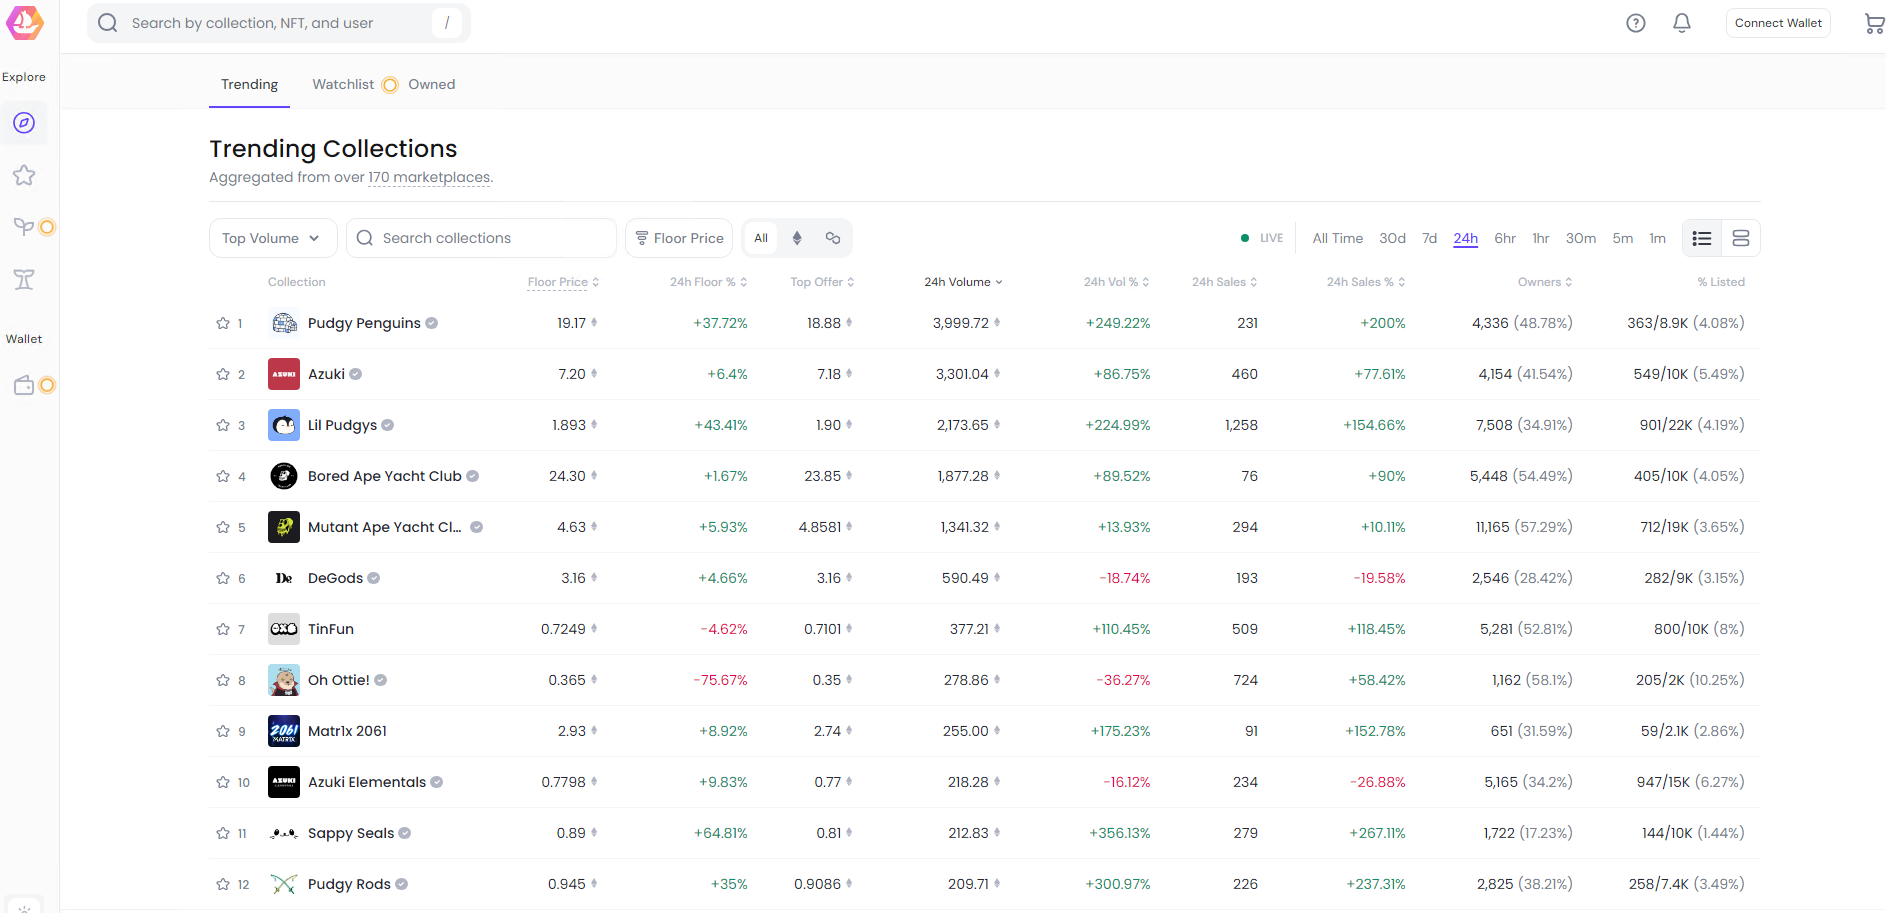 Search by collection, NFT, and user /
Connect Wallet
Explore
Wallet
Trending Watchlist Owned
Trending Collections
Aggregated from over 170 marketplaces.
Top Volume Search collections Floor Price All LIVE All Time 30d 7d 24h 6hr 1hr 30m 5m 1m
Collection Floor Price 24h Floor % Top Offer 24h Volume 24h Vol % 24h Sales 24h Sales % Owners % Listed
1 Pudgy Penguins 19.17 +37.72% 18.88 3,999.72 +249.22% 231 +200% 4,336 (48.78%) 363/8.9K (4.08%)
2 AZUKI Azuki 7.20 +6.4% 7.18 3,301.04 +86.75% 460 +77.61% 4,154 (41.54%) 549/10K (5.49%)
3 Lil Pudgys 1.893 +43.41% 1.90 2,173.65 +224.99% 1,258 +154.66% 7,508 (34.91%) 901/22K (4.19%)
4 Bored Ape Yacht Club 24.30 +1.67% 23.85 1,877.28 +89.52% 76 +90% 5,448 (54.49%) 405/10K (4.05%)
5 Mutant Ape Yacht Cl... 4.63 +5.93% 4.8581 1,341.32 +13.93% 294 +10.11% 11,165 (57.29%) 712/19K (3.65%)
6 De DeGods 3.16 +4.66% 3.16 590.49 -18.74% 193 -19.58% 2,546 (28.42%) 282/9K (3.15%)
7 TinFun 0.7249 -4.62% 0.7101 377.21 +110.45% 509 +118.45% 5,281 (52.81%) 800/10K (8%)
8 Oh Ottie! 0.365 -75.67% 0.35 278.86 -36.27% 724 +58.42% 1,162 (58.1%) 205/2K (10.25%)
9 2061 MATR1X Matr1x 2061 2.93 +8.92% 2.74 255.00 +175.23% 91 +152.78% 651 (31.59%) 59/2.1K (2.86%)
10 AZUKI Azuki Elementals 0.7798 +9.83% 0.77 218.28 -16.12% 234 -26.88% 5,165 (34.2%) 947/15K (6.27%)
11 Sappy Seals 0.89 +64.81% 0.81 212.83 +356.13% 279 +267.11% 1,722 (17.23%) 144/10K (1.44%)
12 Pudgy Rods 0.945 +35% 0.9086 209.71 +300.97% 226 +237.31% 2,825 (38.21%) 258/7.4K (3.49%)